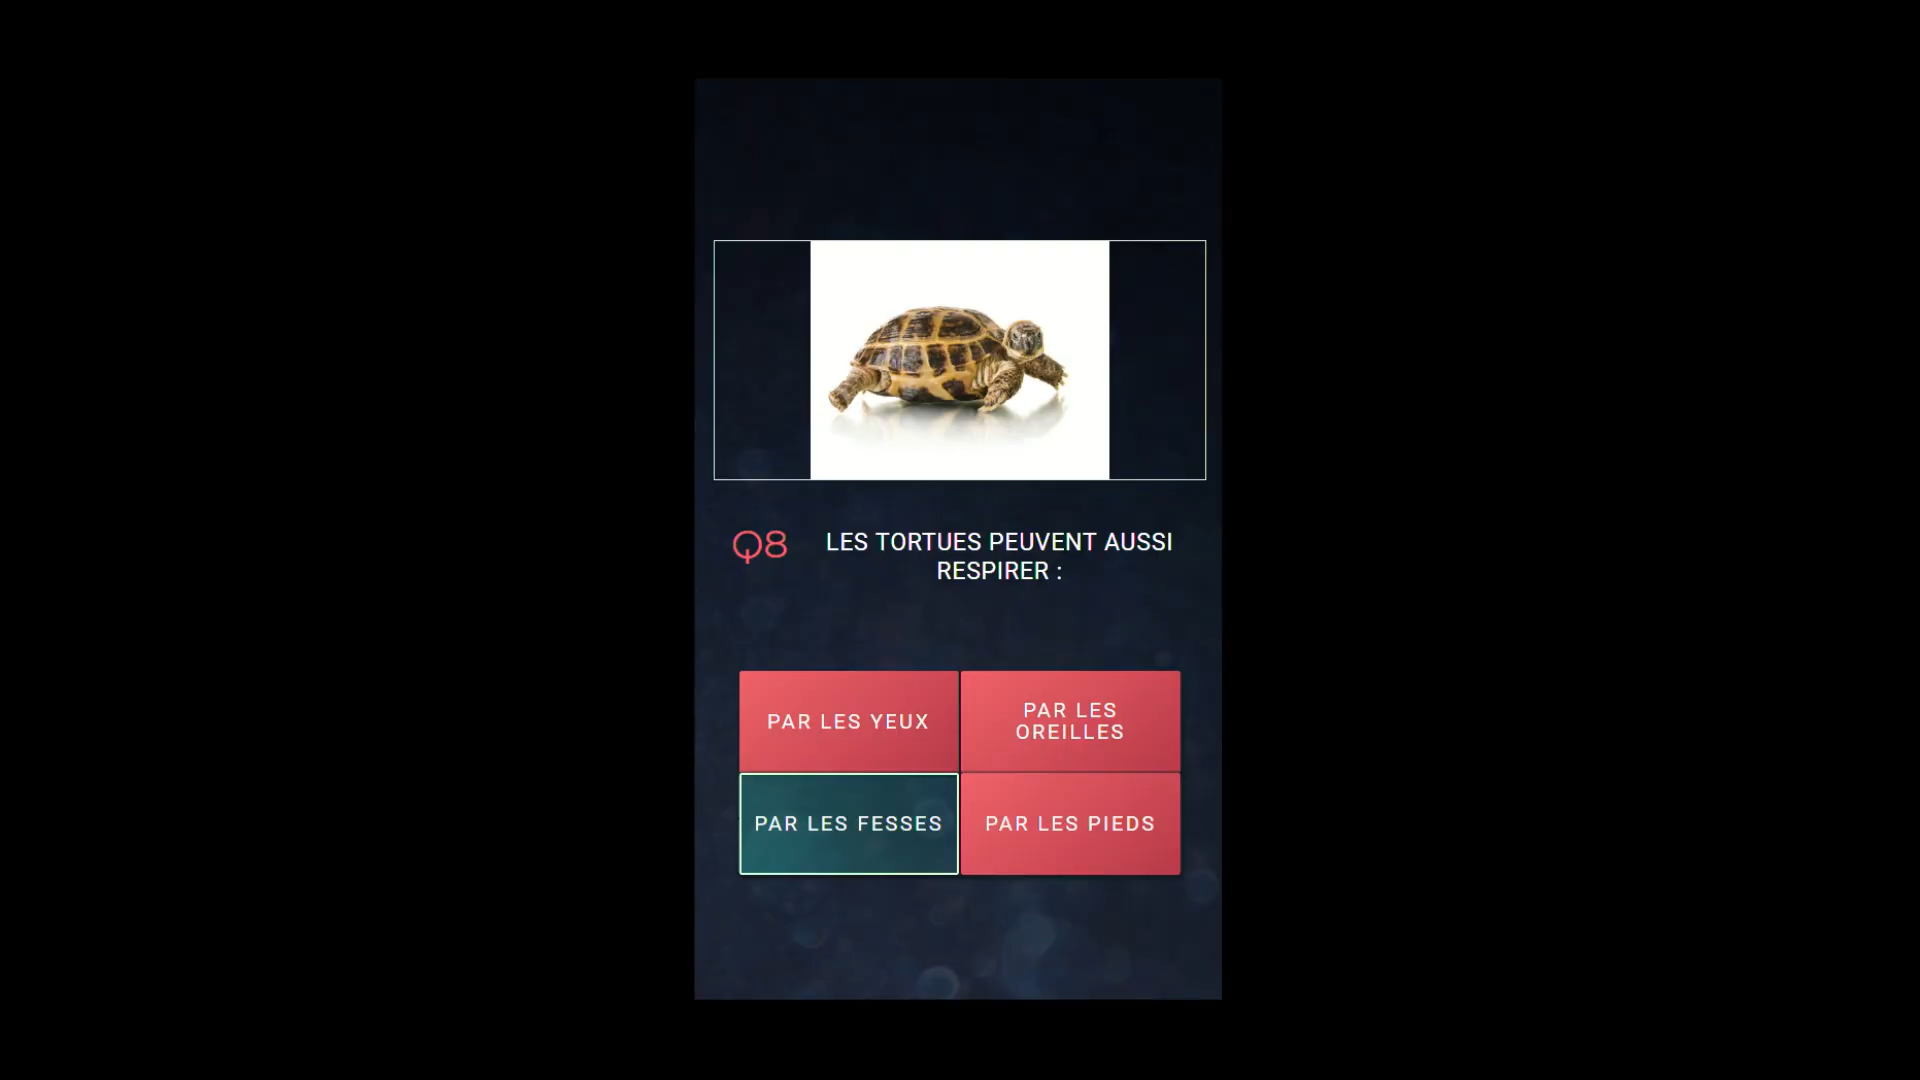 Q8
LES TORTUES PEUVENT AUSSI
RESPIRER :
PAR LES YEUX
PAR LES
OREILLES
PAR LES FESSES
PAR LES PIEDS